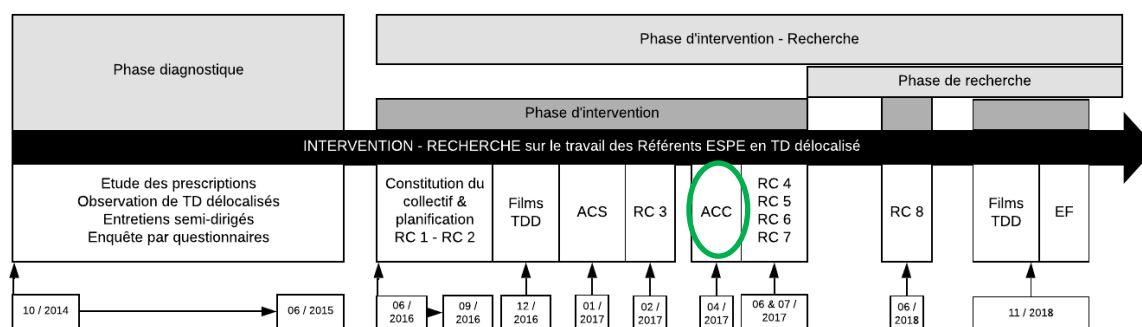 Phase diagnostique
Phase d'intervention - Recherche
Phase de recherche
Phase d'intervention
INTERVENTION - RECHERCHE sur le travail des Référents ESPE en TD délocalisé
Etude des prescriptions
Observation de TD délocalisés
Entretiens semi-dirigés
Enquête par questionnaires
Constitution du
collectif &
planification
RC 1 - RC 2
Films
TDD
ACS
RC 3
ACC
RC 4
RC 5
RC 6
RC 7
RC 8
Films
TDD
EF
10 / 2014
06 / 2015
06 /
2016
09 /
2016
12 /
2016
01 /
2017
02 /
2017
04 /
2017
06 & 07 /
2017
06 /
2018
11 / 2018